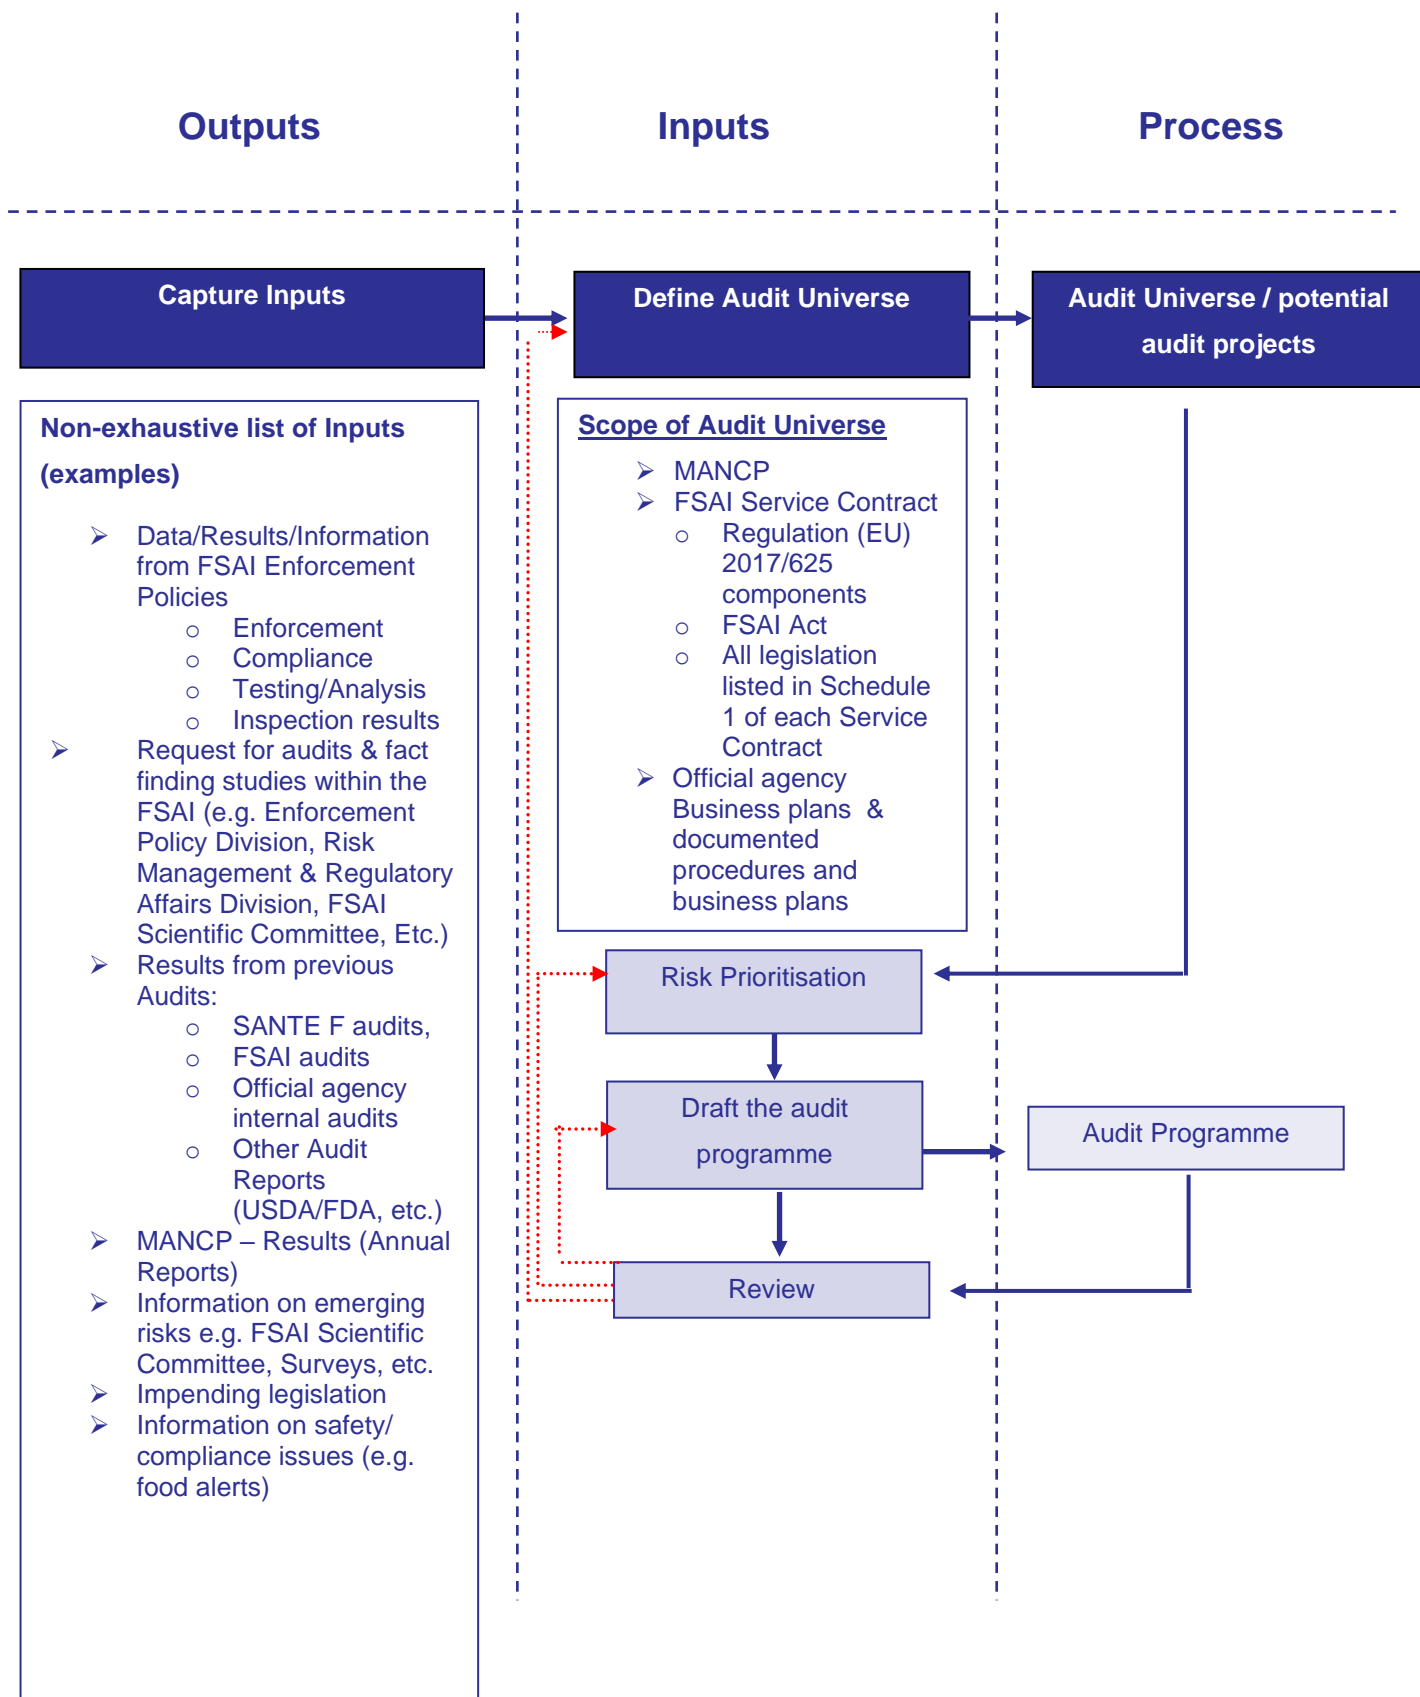 Outputs
Inputs
Process
Capture Inputs
Define Audit Universe
Audit Universe / potential
audit projects
Non-exhaustive list of Inputs
(examples)
➢ Data/Results/Information
from FSAI Enforcement
Policies
o Enforcement
o Compliance
o Testing/Analysis
o Inspection results
➢ Request for audits & fact
finding studies within the
FSAI (e.g. Enforcement
Policy Division, Risk
Management & Regulatory
Affairs Division, FSAI
Scientific Committee, Etc.)
➢ Results from previous
Audits:
o SANTE F audits,
o FSAI audits
o Official agency
internal audits
o Other Audit
Reports
(USDA/FDA, etc.)
➢ MANCP – Results (Annual
Reports)
➢ Information on emerging
risks e.g. FSAI Scientific
Committee, Surveys, etc.
➢ Impending legislation
➢ Information on safety/
compliance issues (e.g.
food alerts)
Scope of Audit Universe
➢ MANCP
➢ FSAI Service Contract
o Regulation (EU)
2017/625
components
o FSAI Act
o All legislation
listed in Schedule
1 of each Service
Contract
➢ Official agency
Business plans & 
documented
procedures and
business plans
Risk Prioritisation
Draft the audit
programme
Audit Programme
Review